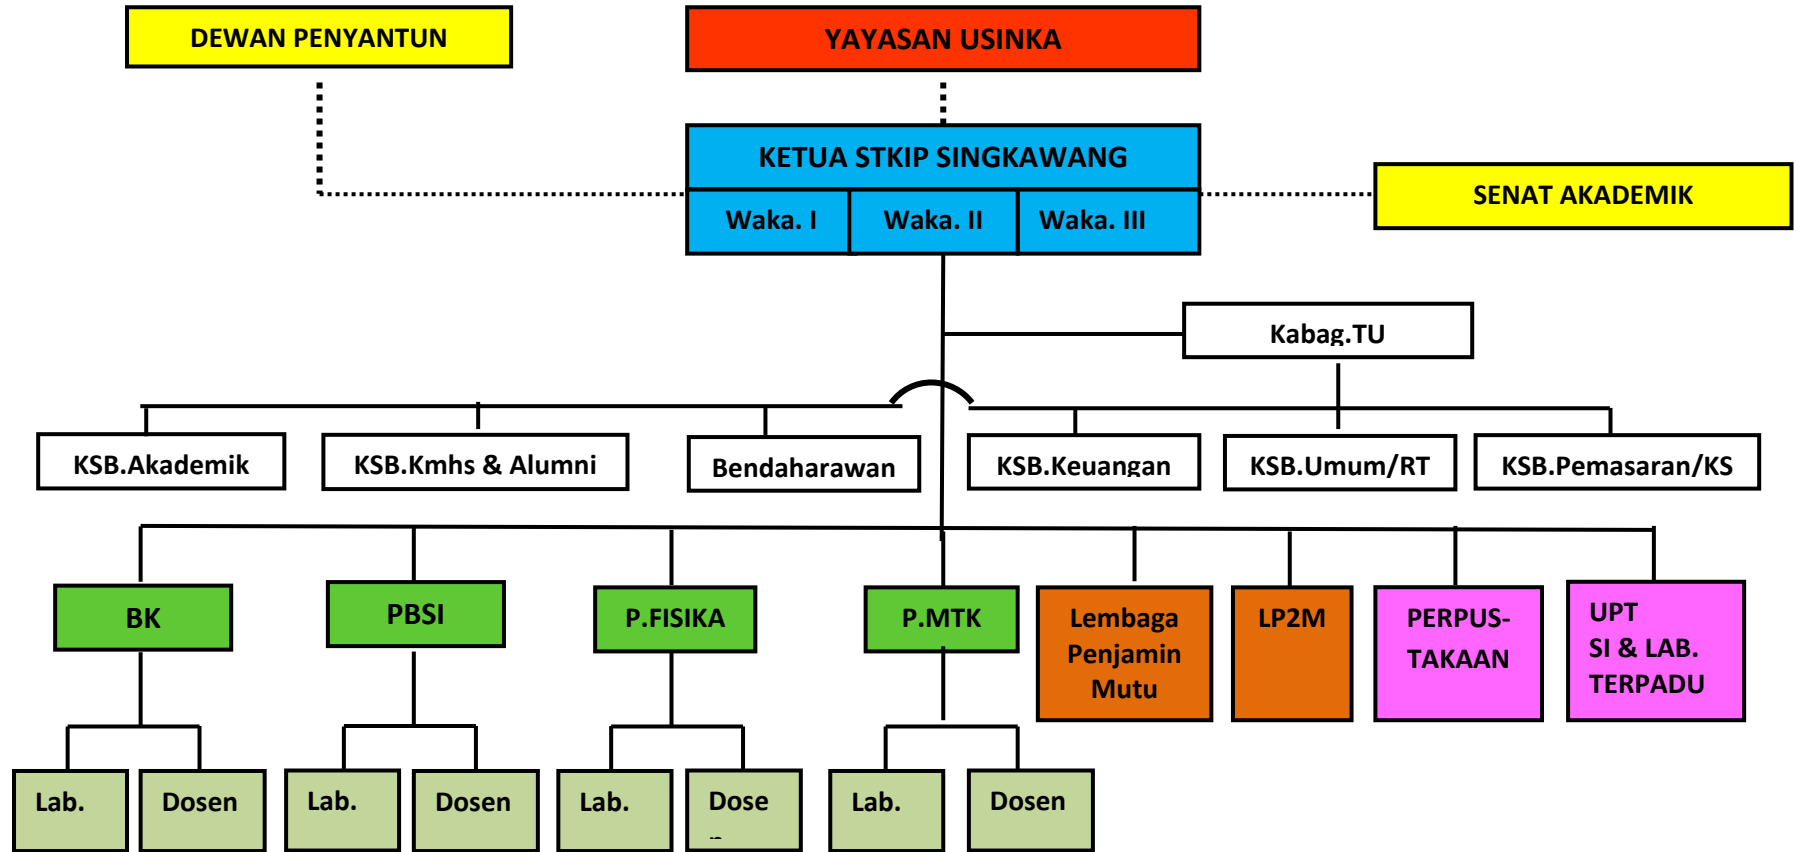 DEWAN PENYANTUN
YAYASAN USINKA
KETUA STKIP SINGKAWANG
Waka. I
Waka. II
Waka. III
SENAT AKADEMIK
Kabag.TU
KSB.Akademik
KSB.Kmhs & Alumni
Bendaharawan
KSB.Keuangan
KSB.Umum/RT
KSB.Pemasaran/KS
BK
PBSI
P.FISIKA
P.MTK
Lembaga
Penjamin
Mutu
LP2M
PERPUS-
TAKAAN
UPT
SI & LAB.
TERPADU
Lab.
Dosen
Lab.
Dosen
Lab.
Dose
n
Lab.
Dosen